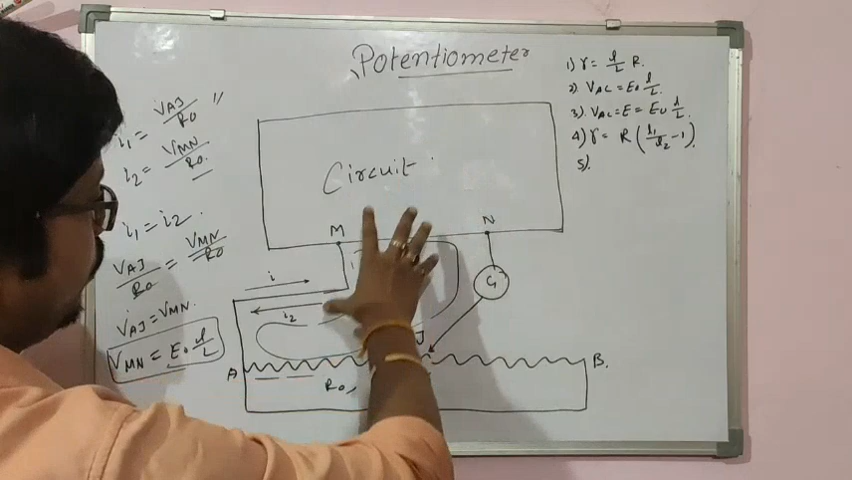 Potentiometer
i₁ = VAJ/R0 "
i₂ = VMN/R0.
i₁ = i₂.
VAJ/R0 = VMN/R0
VAJ = VMN.
VMN = E0 l/L
1) r = l/L R.
2) VAC = E0 l/L.
3) VAC = E = E0 l/L.
4) r = R (l₁/l₂ - 1).
5).
Circuit
M
N
i
i₂
G
J
A
B.
R0,